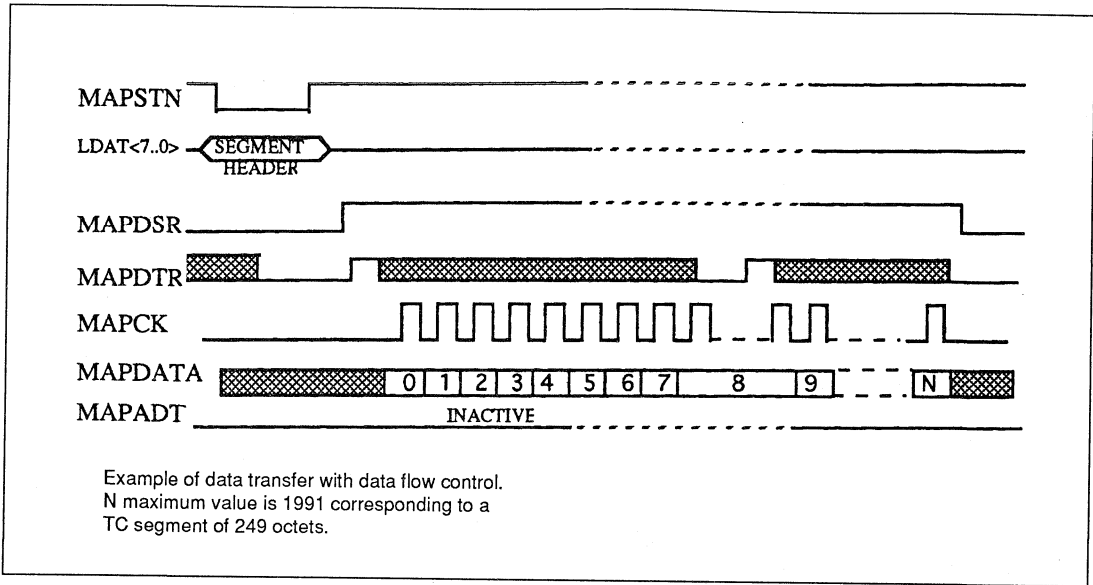 MAPSTN
LDAT<7..0> SEGMENT
HEADER
MAPDSR
MAPDTR
MAPCK
MAPDATA 0 1 2 3 4 5 6 7 8 9 N
MAPADT INACTIVE
Example of data transfer with data flow control.
N maximum value is 1991 corresponding to a
TC segment of 249 octets.